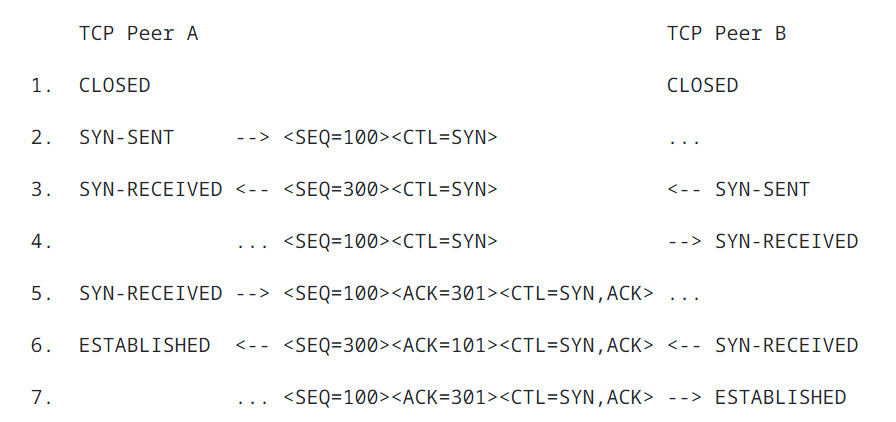 TCP Peer A                                       TCP Peer B
1.  CLOSED                                           CLOSED
2.  SYN-SENT     --> <SEQ=100><CTL=SYN>              ...
3.  SYN-RECEIVED <-- <SEQ=300><CTL=SYN>              <-- SYN-SENT
4.               ... <SEQ=100><CTL=SYN>              --> SYN-RECEIVED
5.  SYN-RECEIVED --> <SEQ=100><ACK=301><CTL=SYN,ACK> ...
6.  ESTABLISHED  <-- <SEQ=300><ACK=101><CTL=SYN,ACK> <-- SYN-RECEIVED
7.               ... <SEQ=100><ACK=301><CTL=SYN,ACK> --> ESTABLISHED